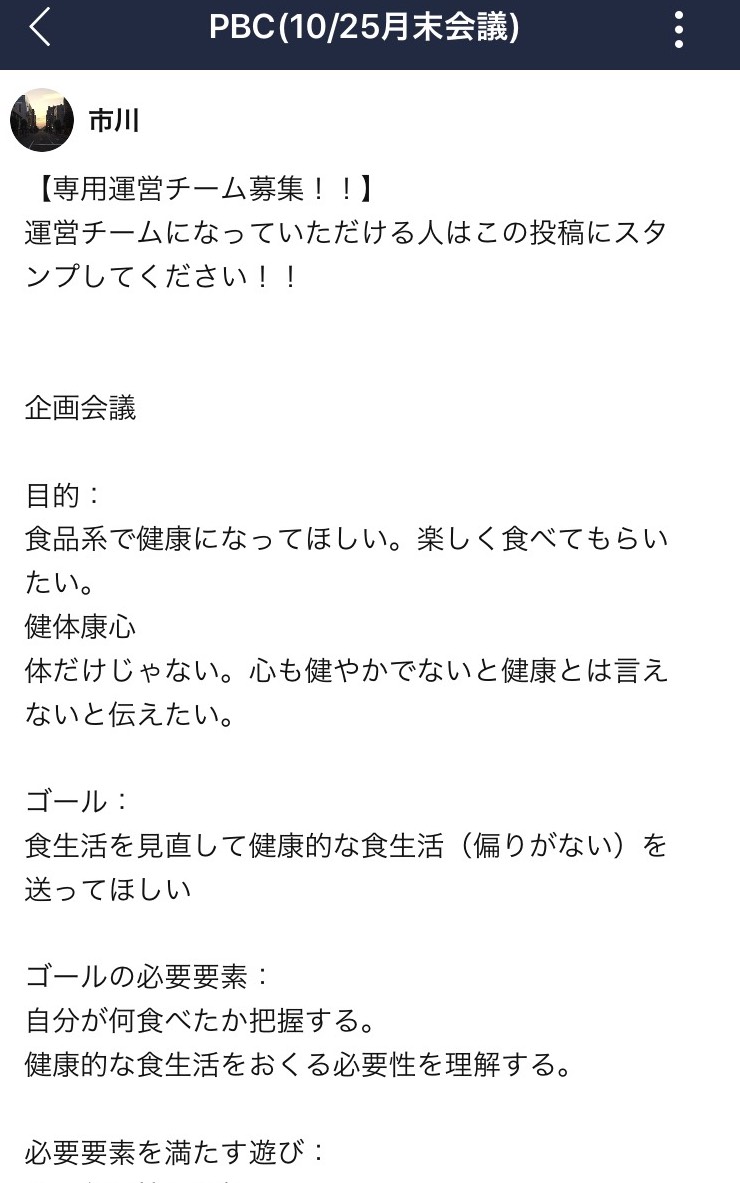 PBC(10/25月末会議)
市川
【専用運営チーム募集！！】
運営チームになっていただける人はこの投稿にスタ
ンプしてください！！
企画会議
目的：
食品系で健康になってほしい。楽しく食べてもらい
たい。
健体康心
体だけじゃない。心も健やかでないと健康とは言え
ないと伝えたい。
ゴール：
食生活を見直して健康的な食生活（偏りがない）を
送ってほしい
ゴールの必要要素：
自分が何食べたか把握する。
健康的な食生活をおくる必要性を理解する。
必要要素を満たす遊び：